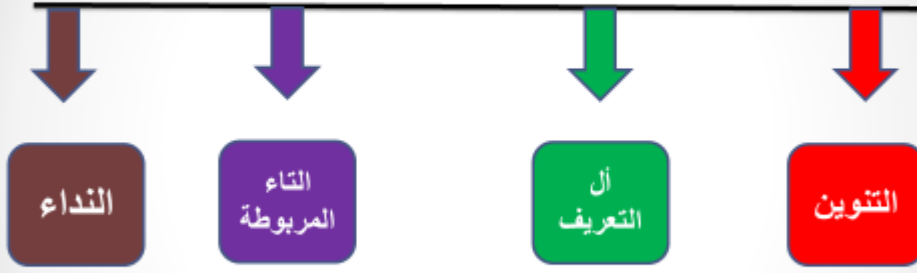 التنوين
أل
التعريف
التاء
المربوطة
النداء